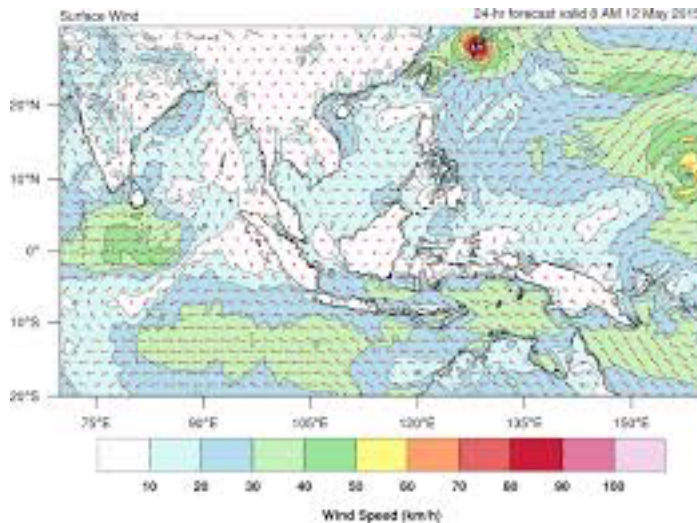 Surface Wind
24-hr forecast valid 8 AM 12 May 2015
20°N
10°N
0°
10°S
20°S
75°E 90°E 105°E 120°E 135°E 150°E
10 20 30 40 50 60 70 80 90 100
Wind Speed (km/h)